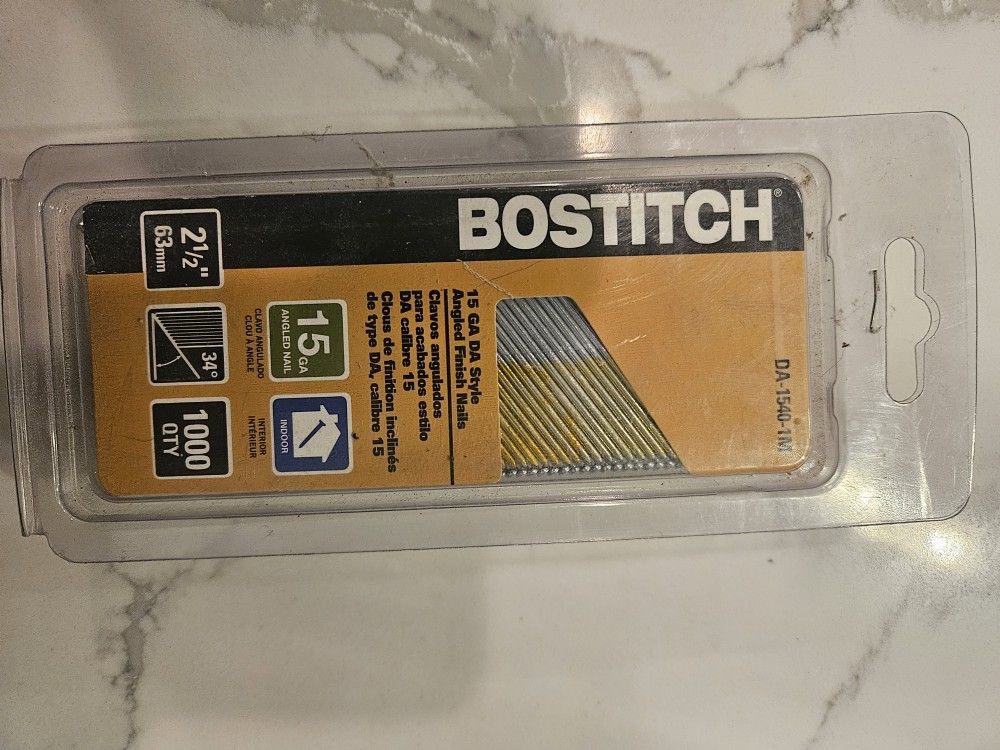 BOSTITCH®
DA-1540-1M
15 GA DA Style
Angled Finish Nails
Clavos angulados
para acabados estilo
DA calibre 15
Clous de finition inclinés
de type DA, calibre 15
15 GA
ANGLED NAIL
CLAVO ANGULADO
CLOU À ANGLE
INDOOR
INTERIOR
INTÉRIEUR
2 1/2"
63mm
34°
1000
QTY